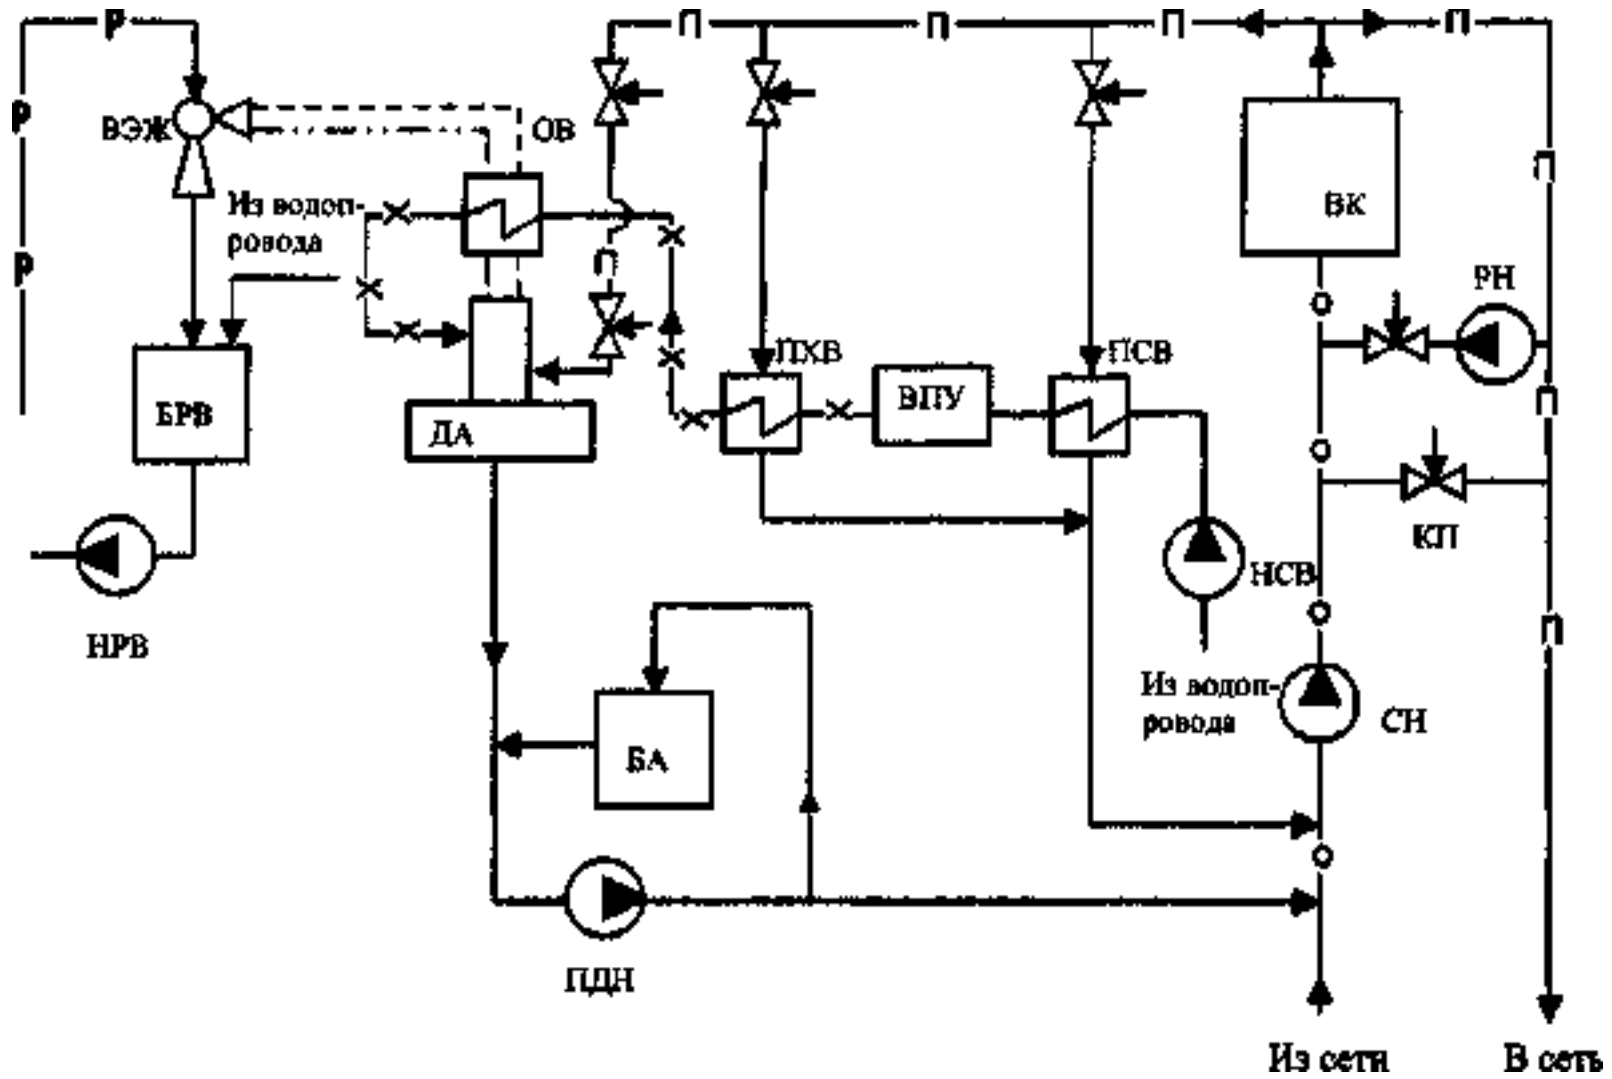 Р
П
П
П
П
Р
ВЭЖ
ОВ
П
ВК
Из водоп-
ровода
П
Р
РН
ПХВ
ПСВ
БРВ
ВПУ
П
ДА
КП
НСВ
П
НРВ
Из водоп-
ровода
СН
БА
ПДН
Из сети
В сеть